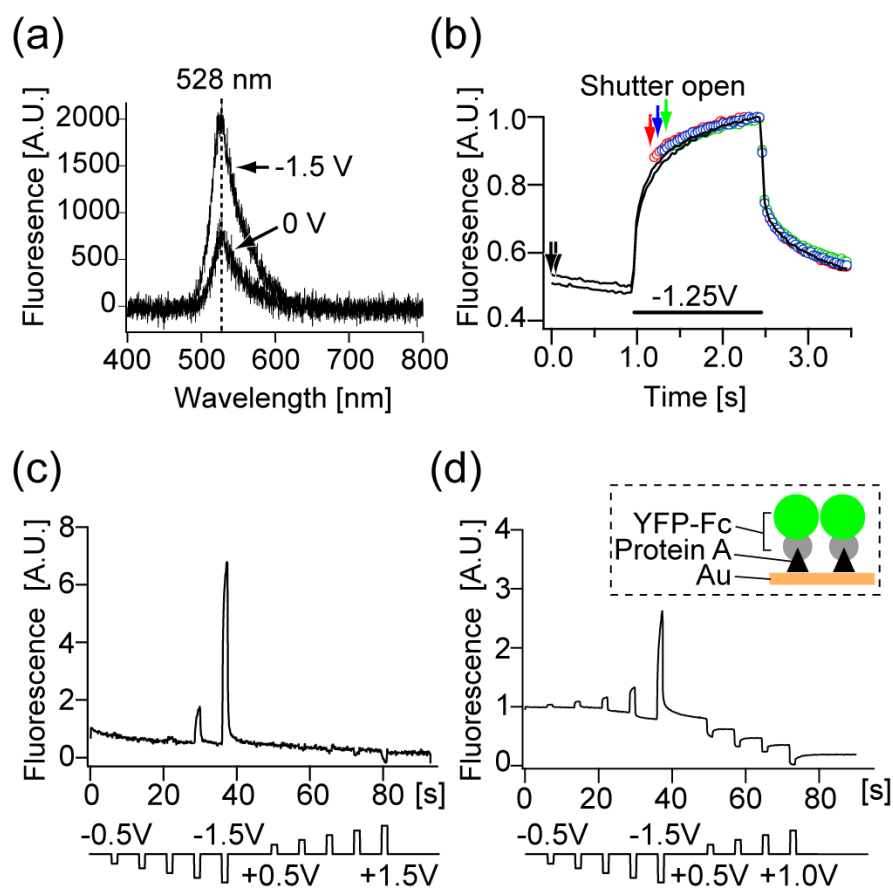 (a)
528 nm
2000
1500
1000
500
0
-1.5 V
0 V
400 500 600 700 800
Wavelength [nm]
Fluoresence [A.U.]
(b)
Shutter open
1.0
0.8
0.6
0.4
-1.25V
0.0 1.0 2.0 3.0
Time [s]
Fluorescence [A.U.]
(c)
8
6
4
2
0
Fluorescence [A.U.]
0 20 40 60 80 [s]
-0.5V -1.5V
+0.5V +1.5V
(d)
YFP-Fc
Protein A
Au
4
3
2
1
0
Fluorescence [A.U.]
0 20 40 60 80 [s]
-0.5V -1.5V
+0.5V +1.0V